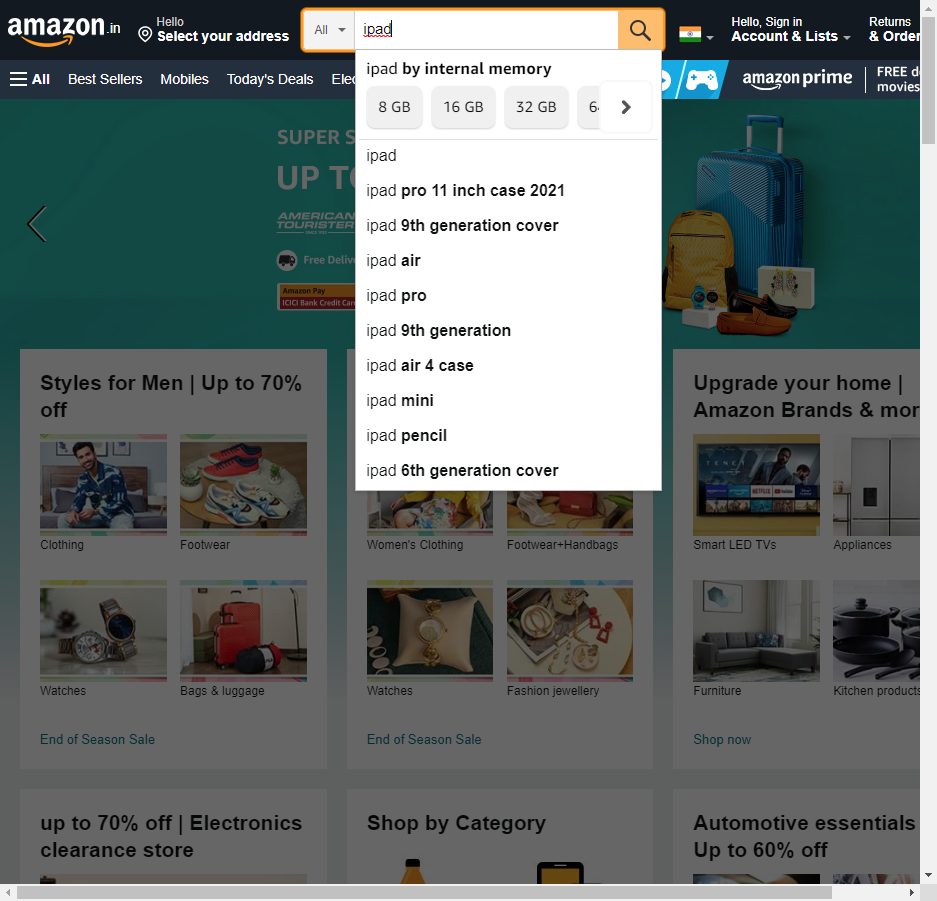 amazon.in
Hello
Select your address
All
ipad
Hello, Sign in
Account & Lists
Returns
& Order
All
Best Sellers
Mobiles
Today's Deals
Elec
amazon prime
FREE de
movies
ipad by internal memory
8 GB
16 GB
32 GB
ipad
ipad pro 11 inch case 2021
ipad 9th generation cover
ipad air
ipad pro
ipad 9th generation
ipad air 4 case
ipad mini
ipad pencil
ipad 6th generation cover
SUPER S
UP TO
AMERICAN
TOURISTER
Free Delive
Amazon Pay
ICICI Bank Credit Car
Styles for Men | Up to 70%
off
Clothing
Footwear
Watches
Bags & luggage
End of Season Sale
Women's Clothing
Footwear+Handbags
Watches
Fashion jewellery
End of Season Sale
Upgrade your home |
Amazon Brands & mor
Smart LED TVs
Appliances
Furniture
Kitchen products
Shop now
up to 70% off | Electronics
clearance store
Shop by Category
Automotive essentials
Up to 60% off